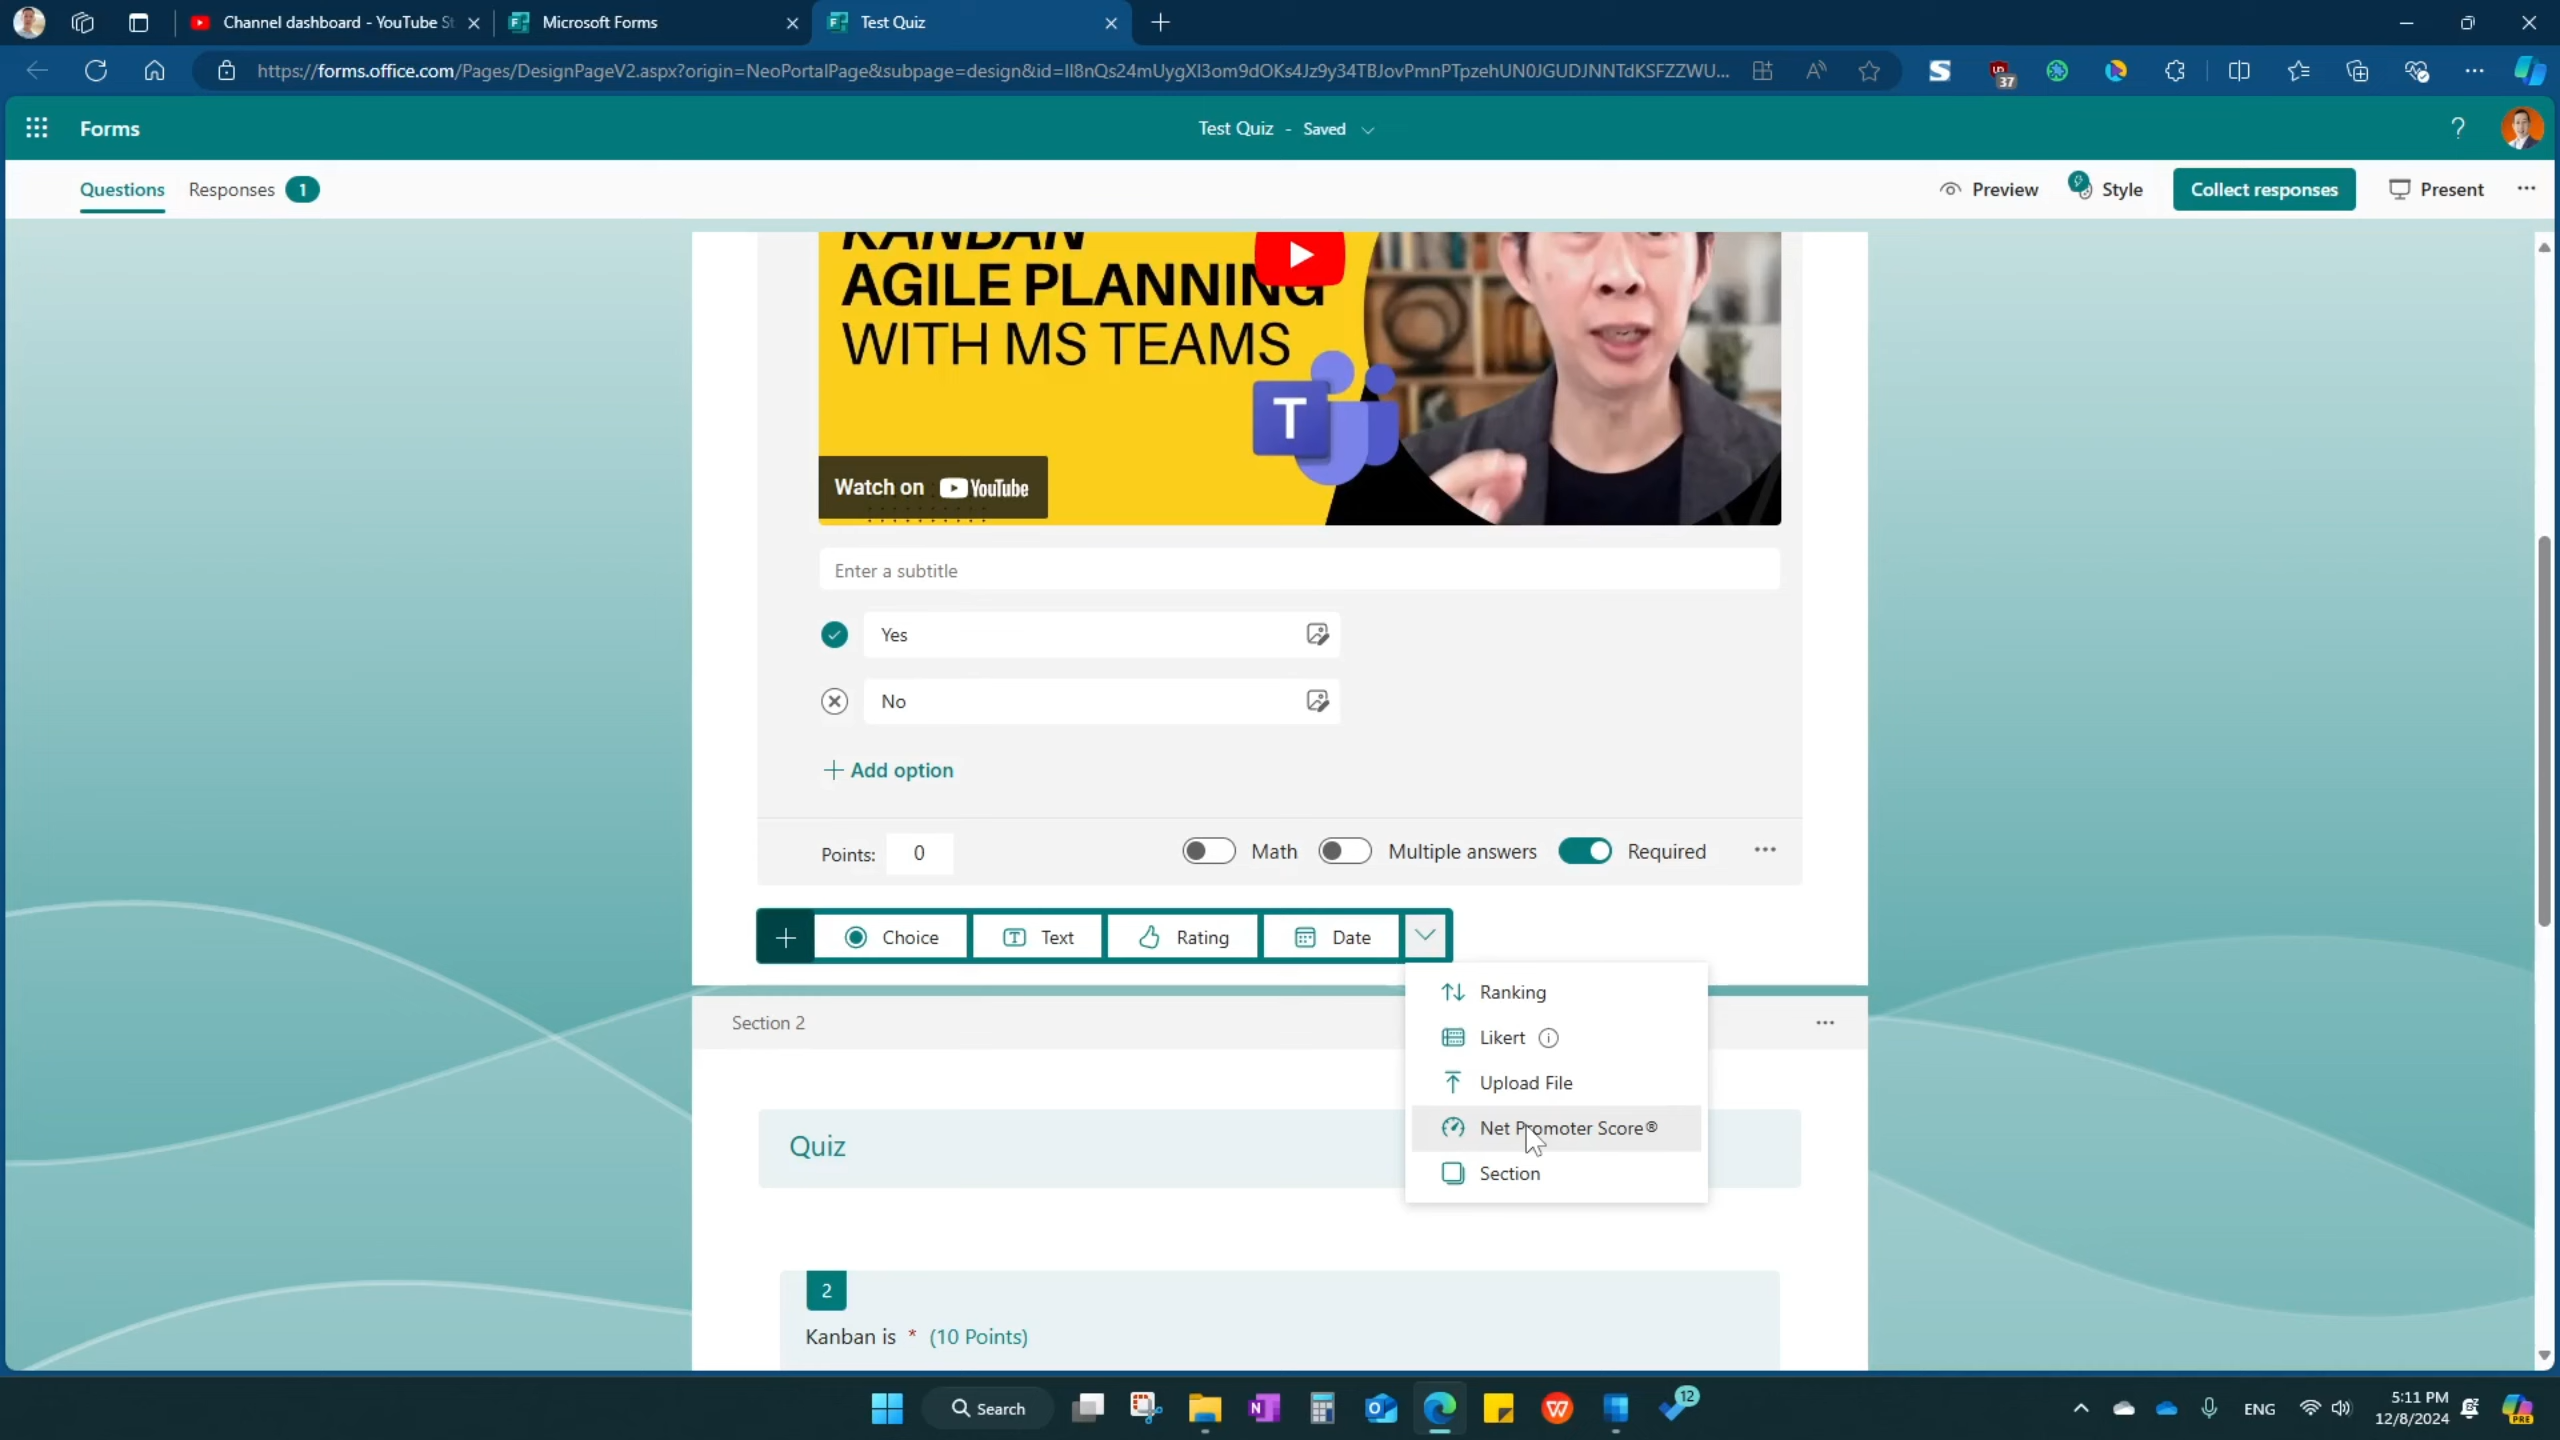 Channel dashboard - YouTube St
Microsoft Forms
Test Quiz
https://forms.office.com/Pages/DesignPageV2.aspx?origin=NeoPortalPage&subpage=design&id=
37
Forms
Test Quiz - Saved
?
Questions
Responses 1
Preview
Style
Collect responses
Present
KANBAN
AGILE PLANNING
WITH MS TEAMS
T
Watch on YouTube
Enter a subtitle
Yes
No
Add option
Points: 0
Math
Multiple answers
Required
Choice
Text
Rating
Date
Ranking
Likert
Upload File
Net Promoter Score®
Section
Section 2
Quiz
2
Kanban is * (10 Points)
Search
12
ENG
5:11 PM
12/8/2024
PRE